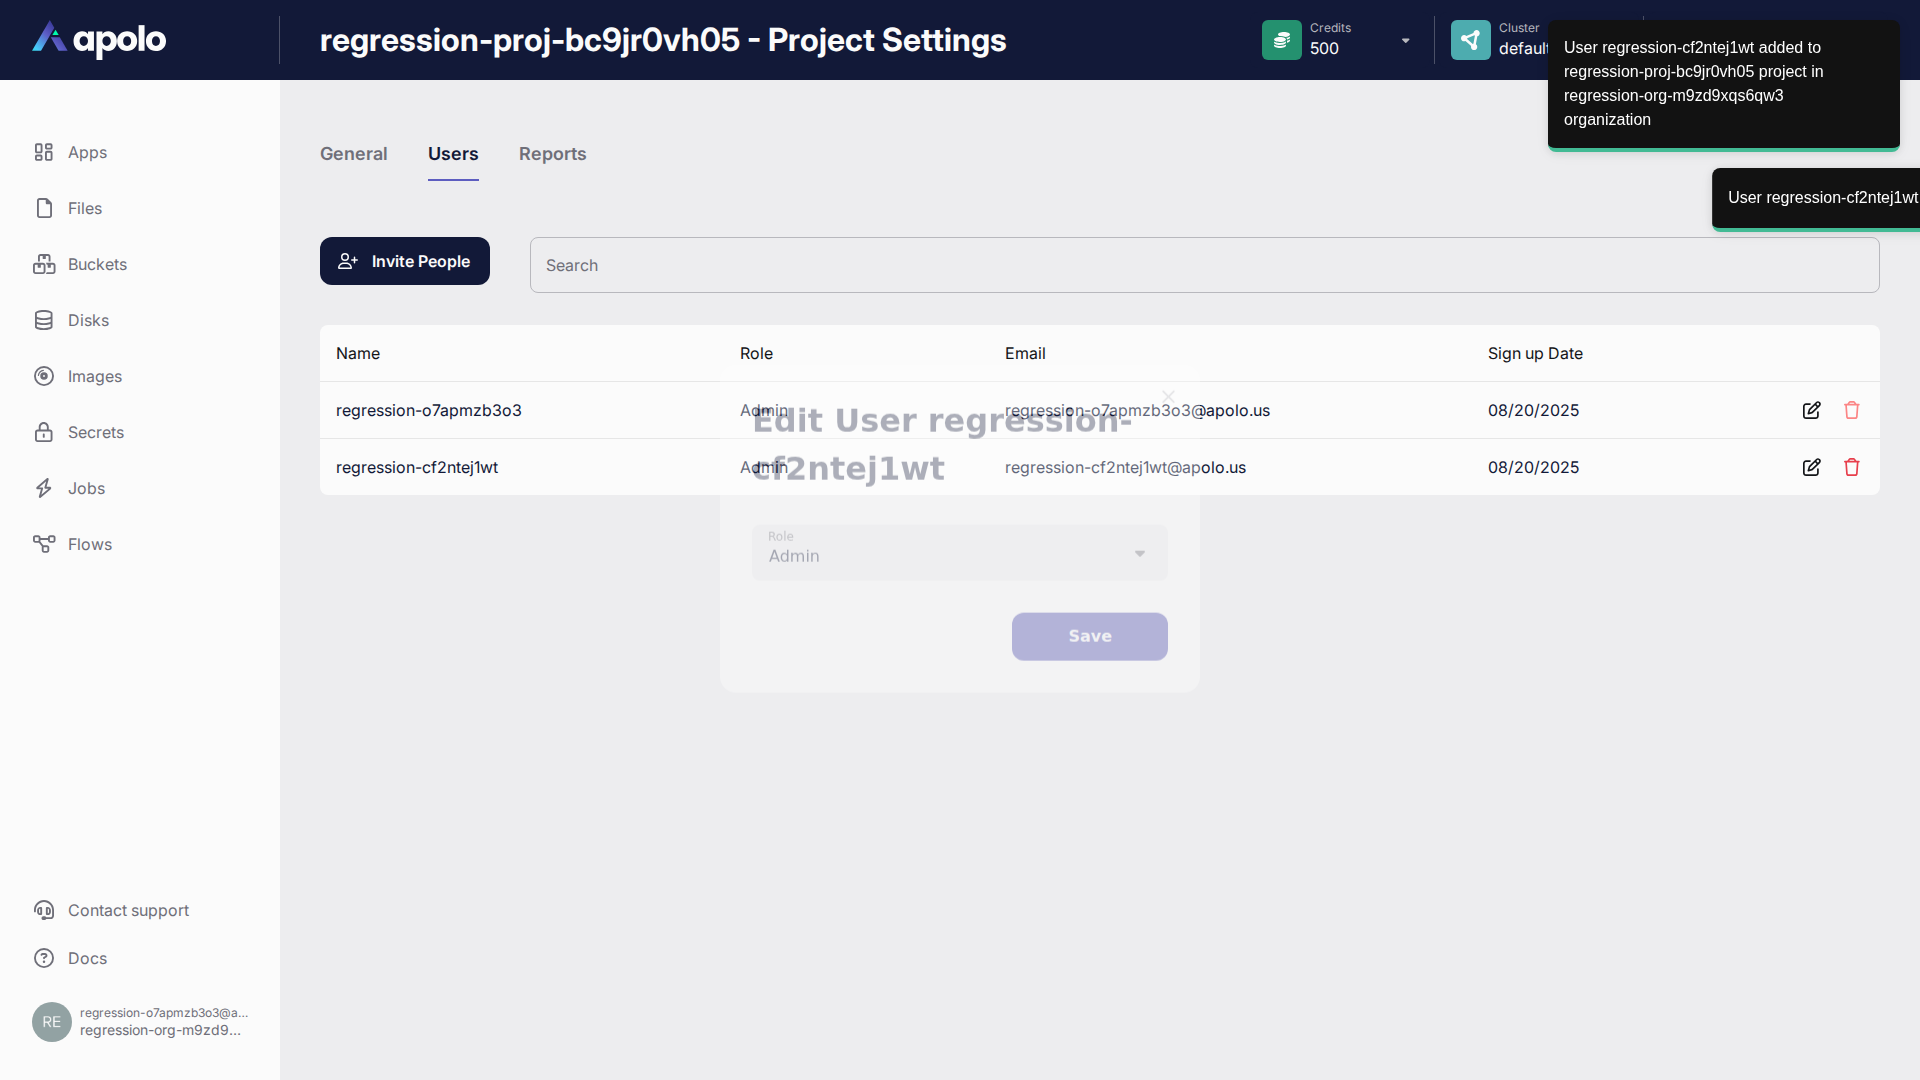 apolo
regression-proj-bc9jr0vh05 - Project Settings
Credits
500
Cluster
default
User regression-cf2ntej1wt added to
regression-proj-bc9jr0vh05 project in
regression-org-m9zd9xqs6qw3
organization
User regression-cf2ntej1wt
Apps
Files
Buckets
Disks
Images
Secrets
Jobs
Flows
General
Users
Reports
Invite People
Search
Name
Role
Email
Sign up Date
regression-o7apmzb3o3
Admin
regression-o7apmzb3o3@apolo.us
08/20/2025
regression-cf2ntej1wt
Admin
regression-cf2ntej1wt@apolo.us
08/20/2025
Edit User regression-
cf2ntej1wt
Role
Admin
Save
Contact support
Docs
RE
regression-o7apmzb3o3@a...
regression-org-m9zd9...